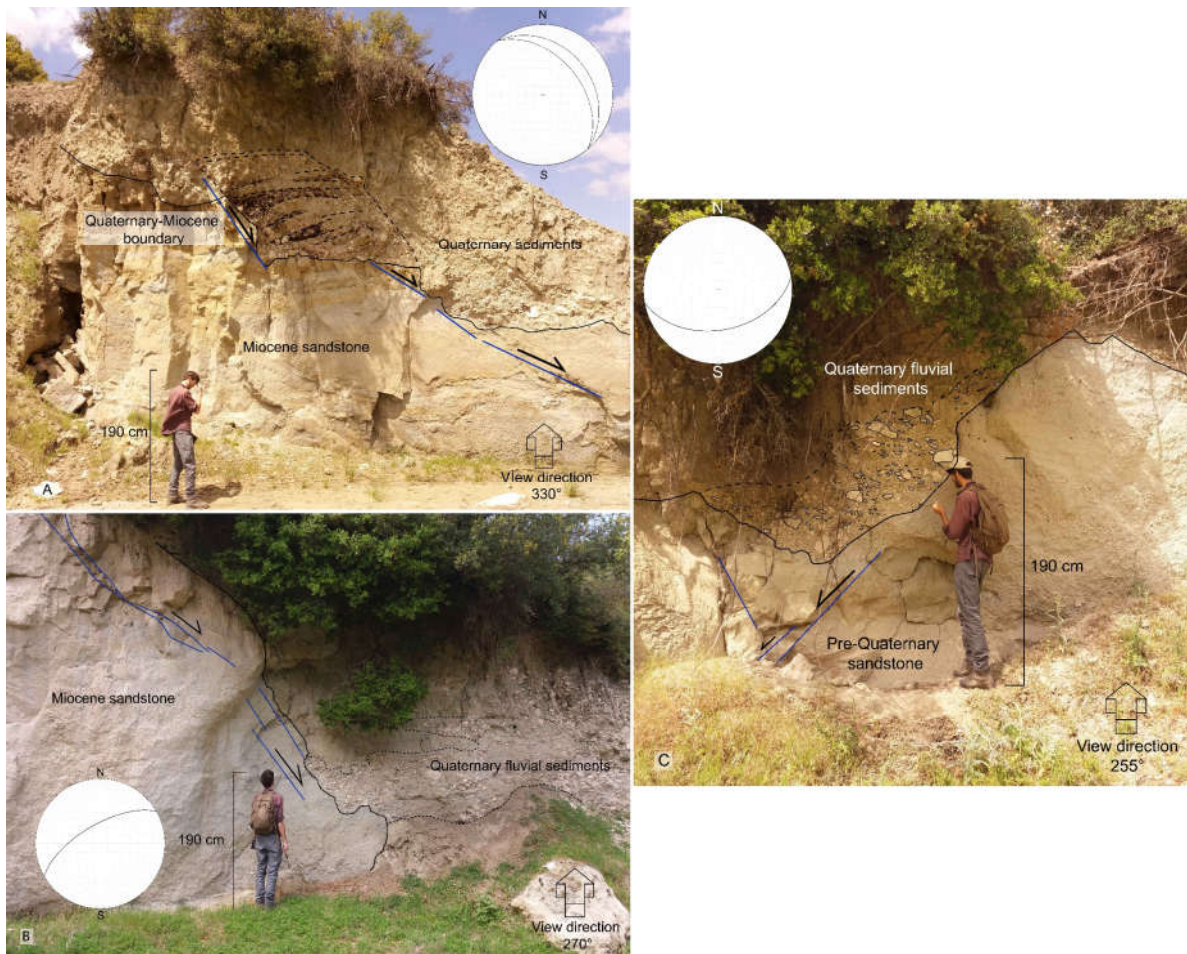 N
S
Quaternary-Miocene
boundary
Quaternary sediments
Miocene sandstone
190 cm
View direction
330°
A
Miocene sandstone
Quaternary fluvial sediments
N
S
190 cm
View direction
270°
B
N
S
Quaternary fluvial
sediments
190 cm
Pre-Quaternary
sandstone
View direction
255°
C